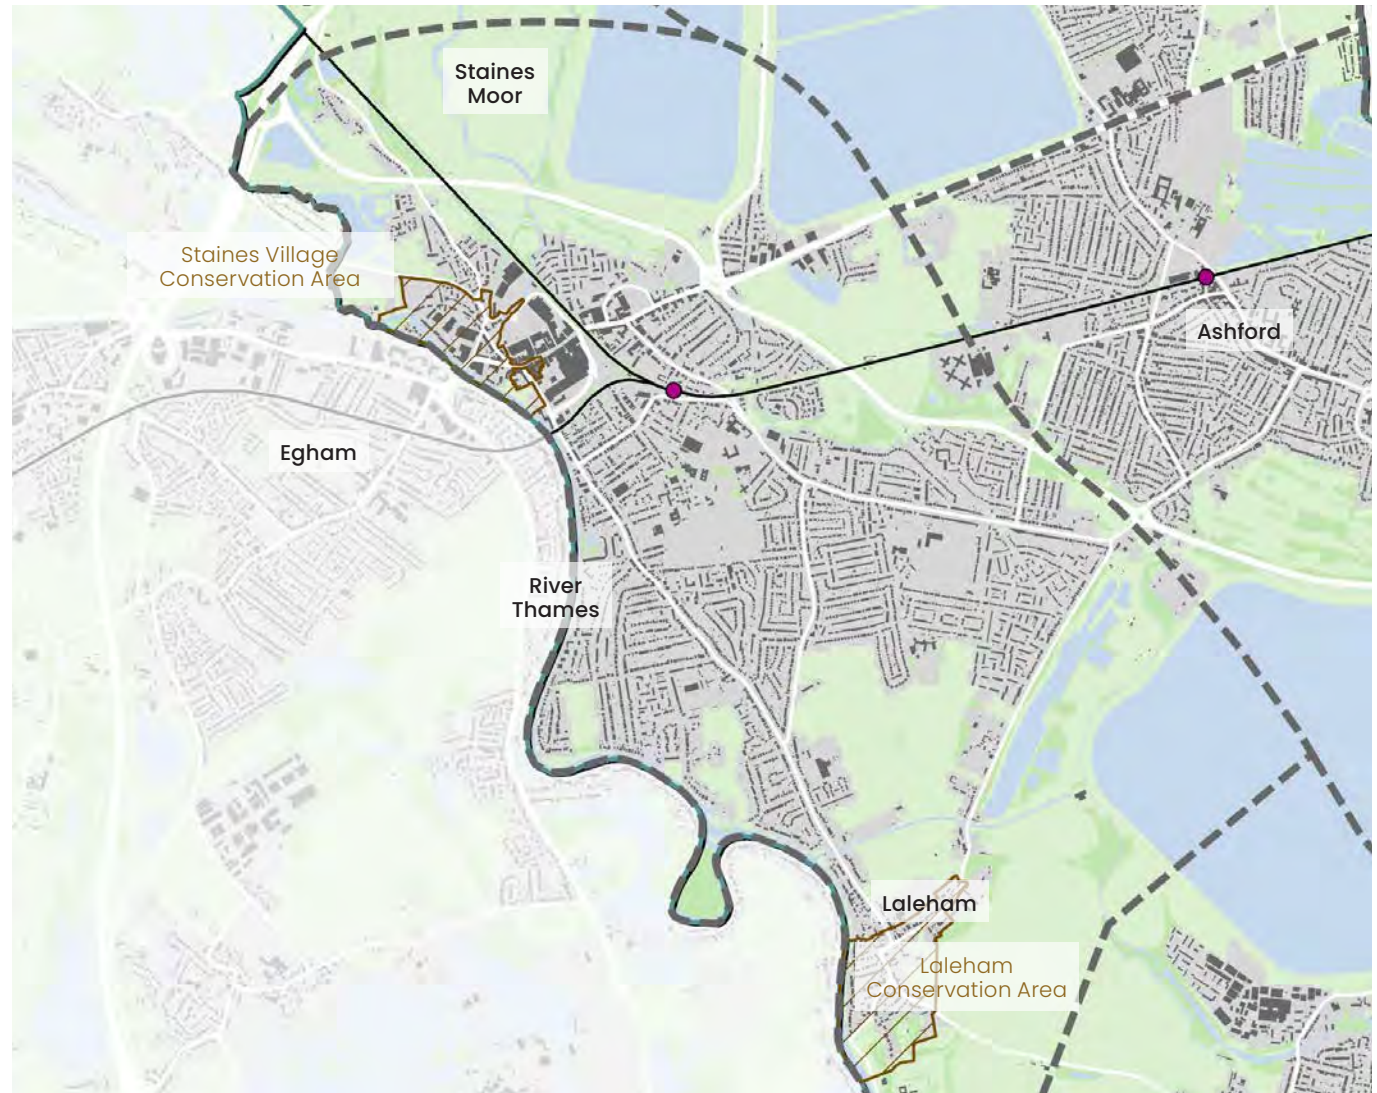 Staines
Moor
Staines Village
Conservation Area
Ashford
Egham
River
Thames
Laleham
Laleham
Conservation Area